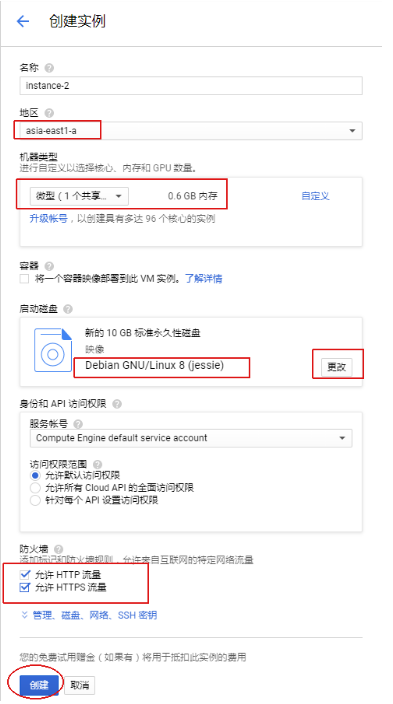 创建实例
名称
instance-2
地区
asia-east1-a
机器类型
进行自定义以选择核心、内存和 GPU 数量。
微型（1 个共享... 0.6 GB 内存 自定义
升级帐号，以创建具有多达 96 个核心的实例
容器
将一个容器映像部署到此 VM 实例。了解详情
启动磁盘
新的 10 GB 标准永久性磁盘
映像
Debian GNU/Linux 8 (jessie)
更改
身份和 API 访问权限
服务帐号
Compute Engine default service account
访问权限范围
允许默认访问权限
允许所有 Cloud API 的全面访问权限
针对每个 API 设置访问权限
防火墙
添加标记和防火墙规则，允许来自互联网的特定网络流量
允许 HTTP 流量
允许 HTTPS 流量
管理、磁盘、网络、SSH 密钥
您的免费试用赠金（如果有）将用于抵扣此实例的费用
创建 取消